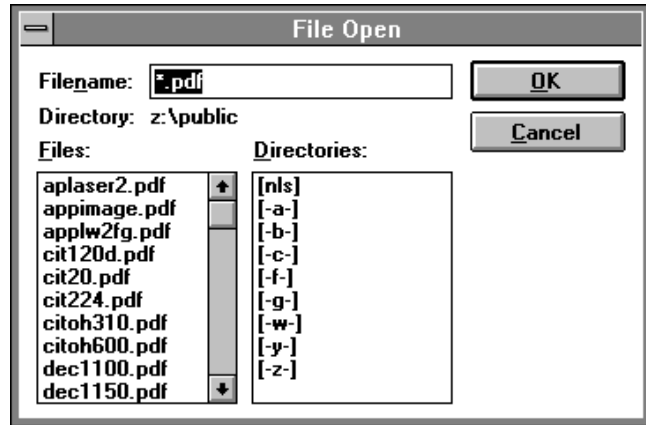 File Open
Filename: *.pdf
OK
Directory: z:\public
Cancel
Files:
aplaser2.pdf
appimage.pdf
applw2fg.pdf
cit120d.pdf
cit20.pdf
cit224.pdf
citoh310.pdf
citoh600.pdf
dec1100.pdf
dec1150.pdf
Directories:
[nls]
[-a-]
[-b-]
[-c-]
[-f-]
[-g-]
[-w-]
[-y-]
[-z-]